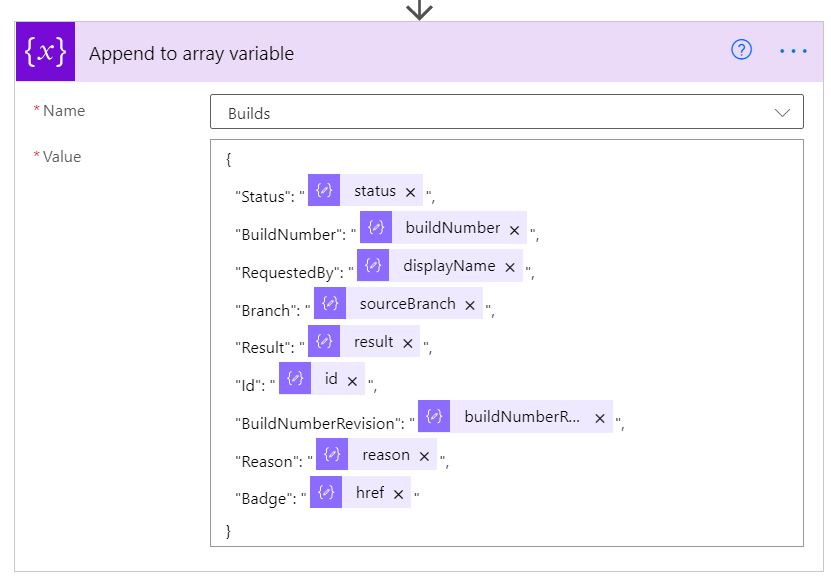 {x} Append to array variable ? ...
* Name Builds
* Value {
"Status": " status × ",
"BuildNumber": " buildNumber × ",
"RequestedBy": " displayName × ",
"Branch": " sourceBranch × ",
"Result": " result × ",
"Id": " id × ",
"BuildNumberRevision": " buildNumberR... × ",
"Reason": " reason × ",
"Badge": " href × "
}